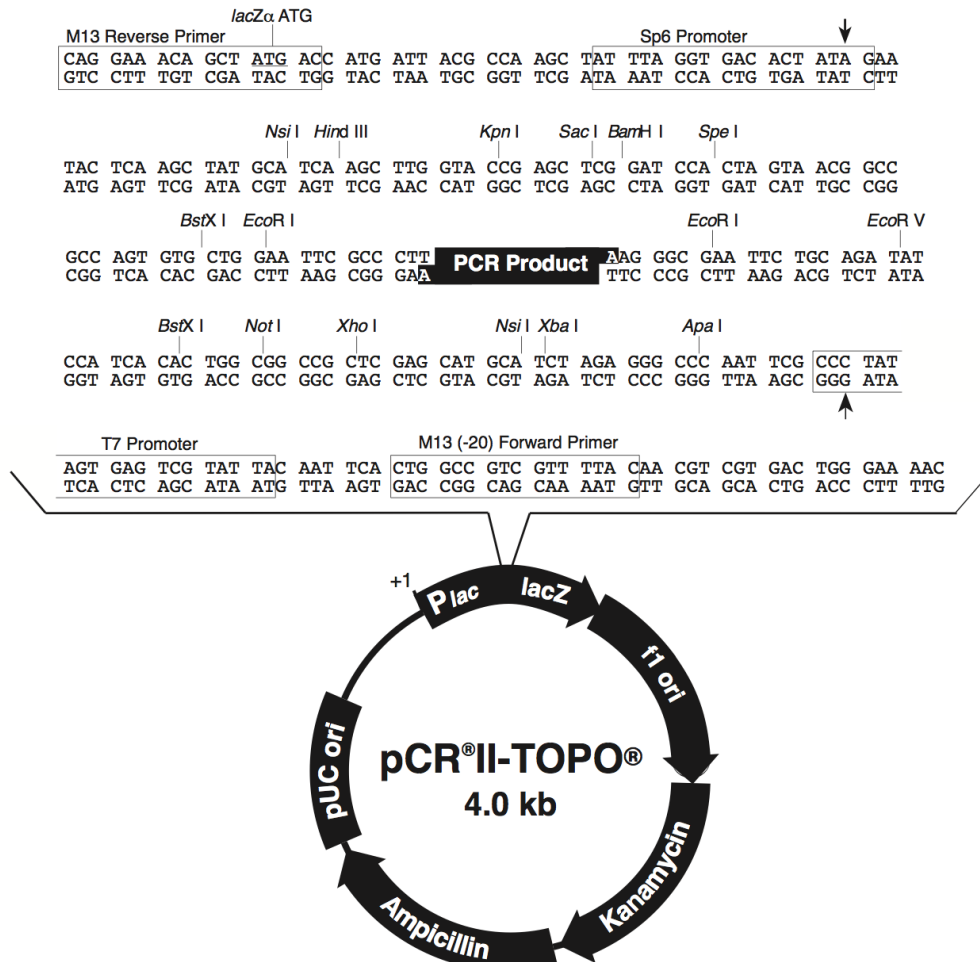 lacZα ATG
M13 Reverse Primer Sp6 Promoter
CAG GAA ACA GCT ATG ACC ATG ATT ACG CCA AGC TAT TTA GGT GAC ACT ATA GAA
GTC CTT TGT CGA TAC TGG TAC TAA TGC GGT TCG ATA AAT CCA CTG TGA TAT CTT
Nsi I Hind III Kpn I Sac I BamH I Spe I
TAC TCA AGC TAT GCA TCA AGC TTG GTA CCG AGC TCG GAT CCA CTA GTA ACG GCC
ATG AGT TCG ATA CGT AGT TCG AAC CAT GGC TCG AGC CTA GGT GAT CAT TGC CGG
BstX I EcoR I EcoR I EcoR V
GCC AGT GTG CTG GAA TTC GCC CTT PCR Product AAG GGC GAA TTC TGC AGA TAT
CGG TCA CAC GAC CTT AAG CGG GAA TTC CCG CTT AAG ACG TCT ATA
BstX I Not I Xho I Nsi I Xba I Apa I
CCA TCA CAC TGG CGG CCG CTC GAG CAT GCA TCT AGA GGG CCC AAT TCG CCC TAT
GGT AGT GTG ACC GCC GGC GAG CTC GTA CGT AGA TCT CCC GGG TTA AGC GGG ATA
T7 Promoter M13 (-20) Forward Primer
AGT GAG TCG TAT TAC AAT TCA CTG GCC GTC GTT TTA CAA CGT CGT GAC TGG GAA AAC
TCA CTC AGC ATA ATG TTA AGT GAC CGG CAG CAA AAT GTT GCA GCA CTG ACC CTT TTG
+1
Plac lacZ
f1 ori
Kanamycin
Ampicillin
pUC ori
pCR®II-TOPO®
4.0 kb